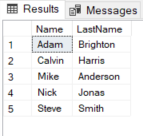 Results Messages
Name LastName
1 Adam Brighton
2 Calvin Harris
3 Mike Anderson
4 Nick Jonas
5 Steve Smith